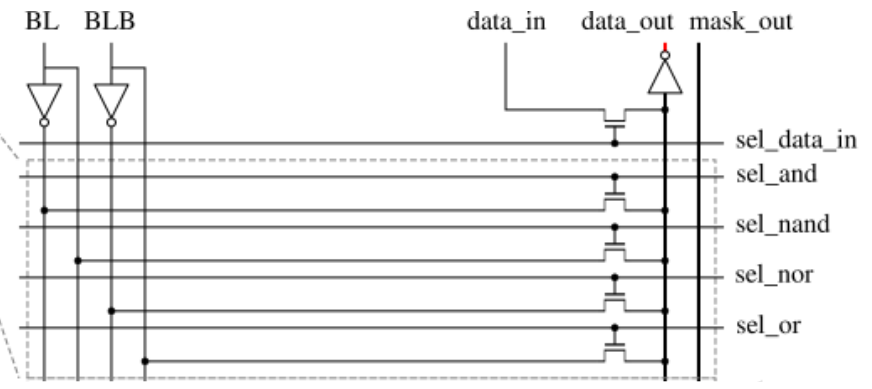 BL BLB data_in data_out mask_out
sel_data_in
sel_and
sel_nand
sel_nor
sel_or